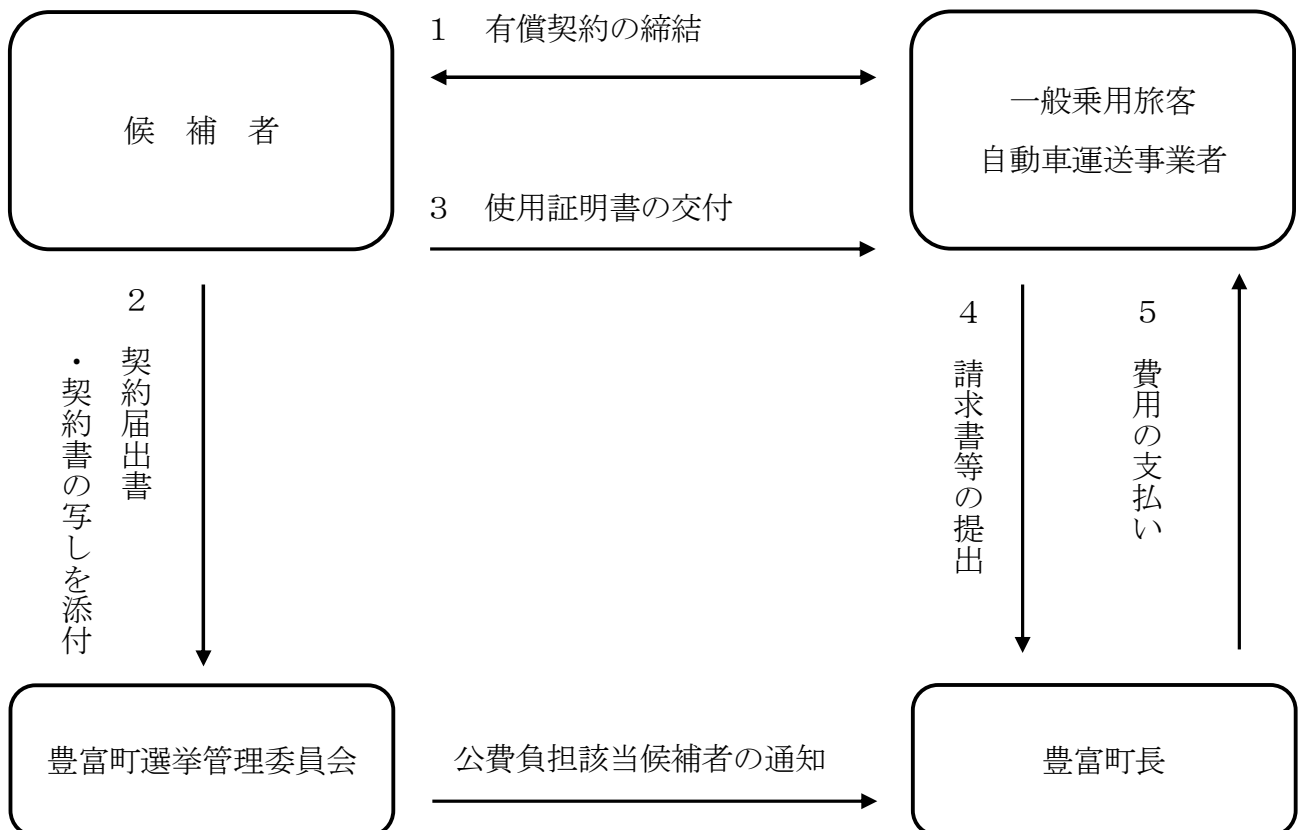 1　有償契約の締結
候　補　者
一般乗用旅客
自動車運送事業者
3　使用証明書の交付
2　契約届出書
・契約書の写しを添付
4　請求書等の提出
5　費用の支払い
豊富町選挙管理委員会
公費負担該当候補者の通知
豊富町長